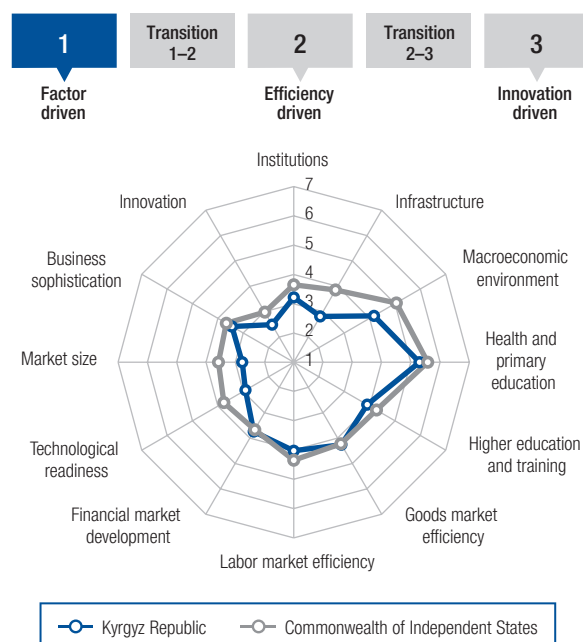 1
Transition
1–2
2
Transition
2–3
3
Factor
driven
Efficiency
driven
Innovation
driven
Institutions
Infrastructure
Macroeconomic
environment
Health and
primary
education
Higher education
and training
Goods market
efficiency
Labor market efficiency
Financial market
development
Technological
readiness
Market size
Business
sophistication
Innovation
7
6
5
4
3
2
1
Kyrgyz Republic
Commonwealth of Independent States